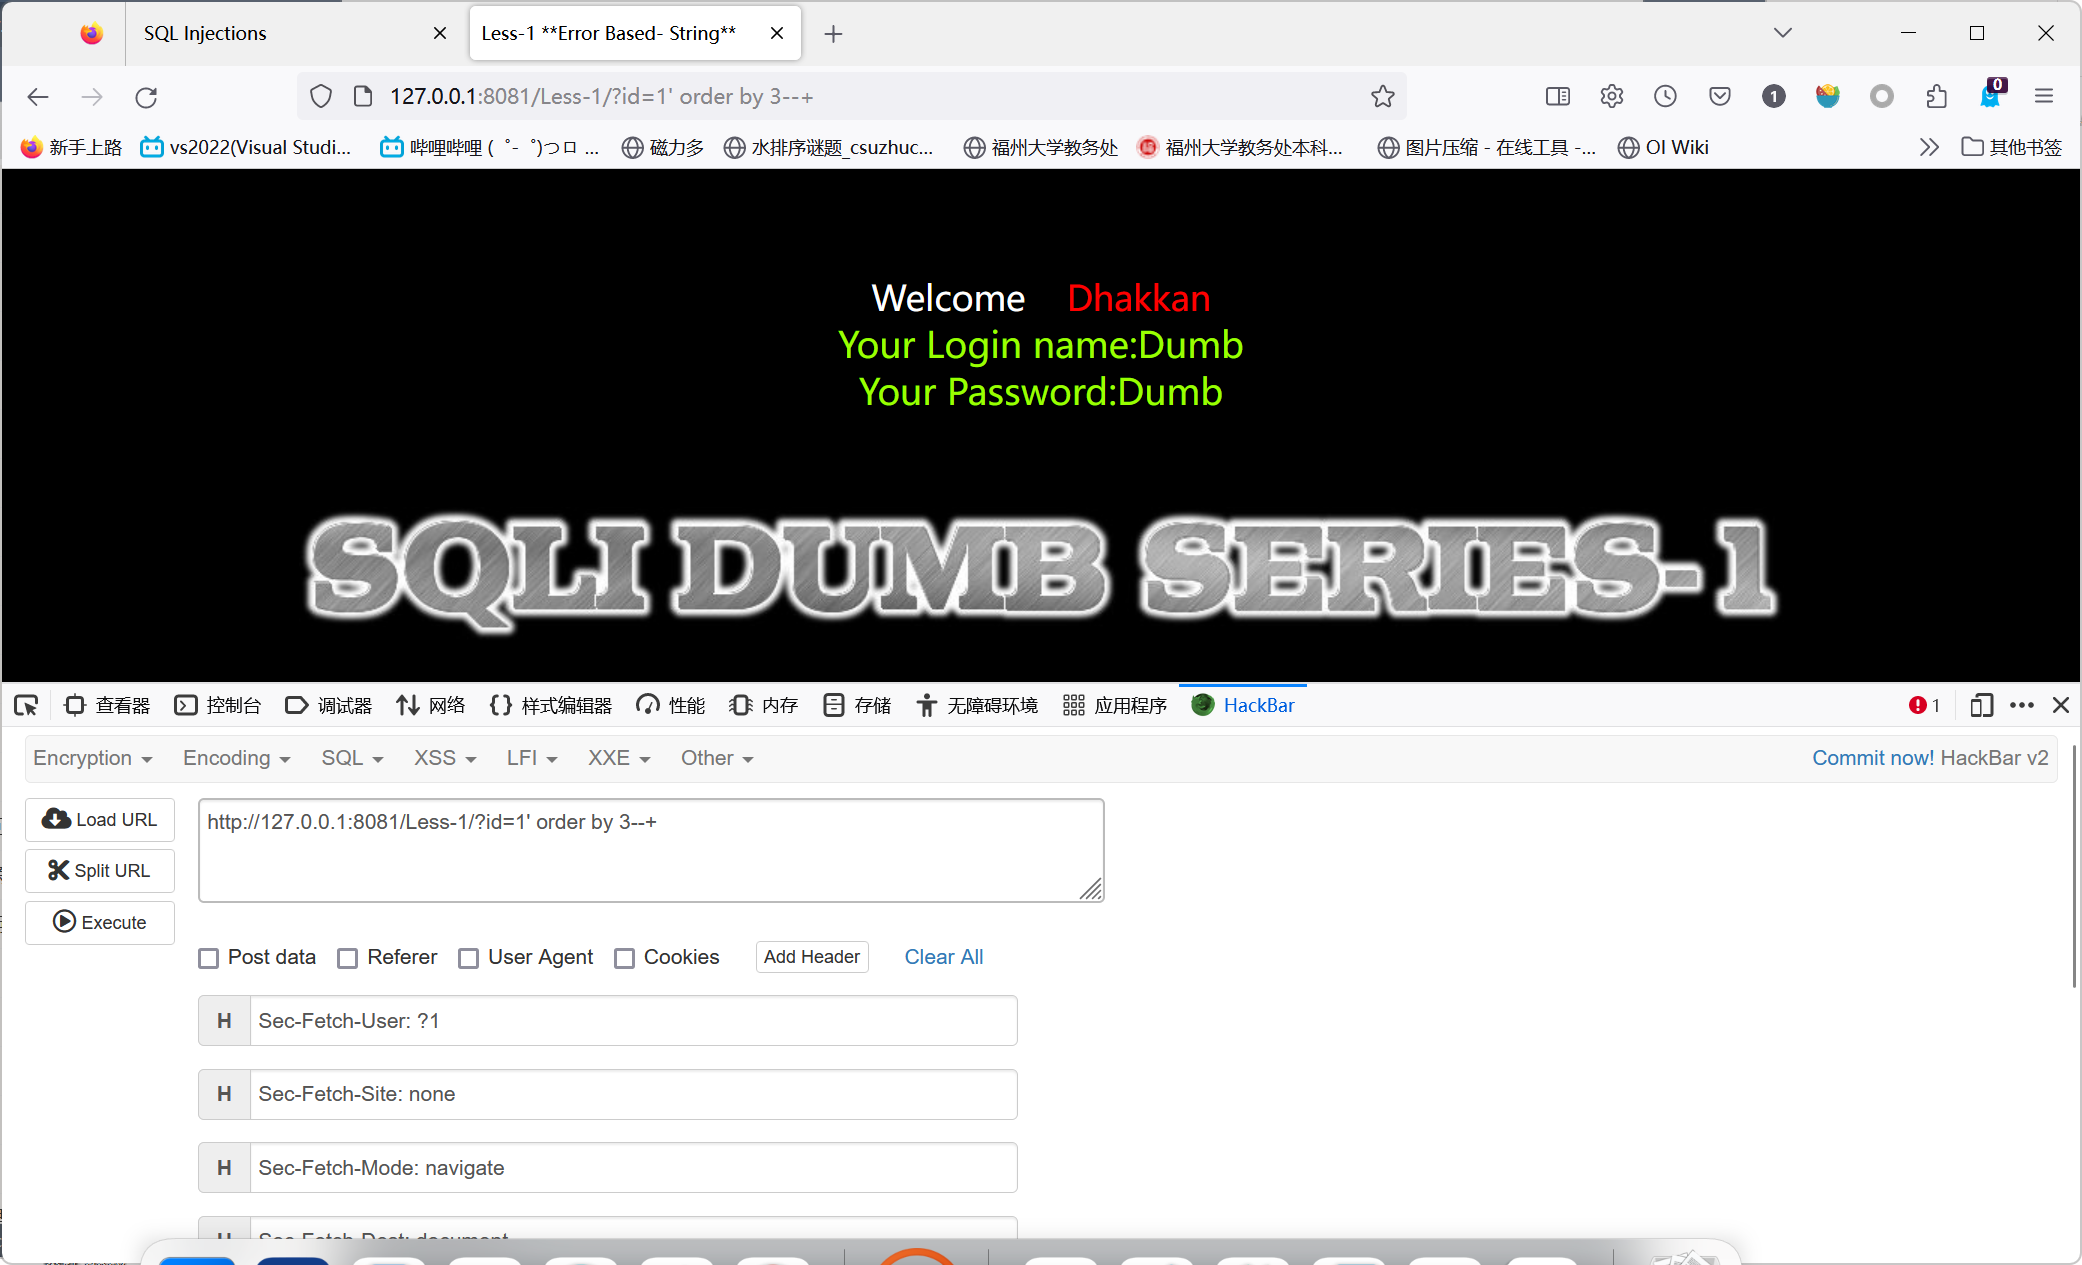 SQL Injections
Less-1 **Error Based- String**
127.0.0.1:8081/Less-1/?id=1' order by 3--+
1
0
新手上路
vs2022(Visual Studi...
哔哩哔哩 ( ゜- ゜)つロ ...
磁力多
水排序谜题_csuzhuc...
福州大学教务处
福州大学教务处本科...
图片压缩 - 在线工具 -...
OI Wiki
其他书签
Welcome Dhakkan
Your Login name:Dumb
Your Password:Dumb
SQLI DUMB SERIES-1
查看器
控制台
调试器
网络
样式编辑器
性能
内存
存储
无障碍环境
应用程序
HackBar
1
Encryption
Encoding
SQL
XSS
LFI
XXE
Other
Commit now! HackBar v2
Load URL
http://127.0.0.1:8081/Less-1/?id=1' order by 3--+
Split URL
Execute
Post data
Referer
User Agent
Cookies
Add Header
Clear All
H
Sec-Fetch-User: ?1
H
Sec-Fetch-Site: none
H
Sec-Fetch-Mode: navigate
H
Sec-Fetch-Dest: document